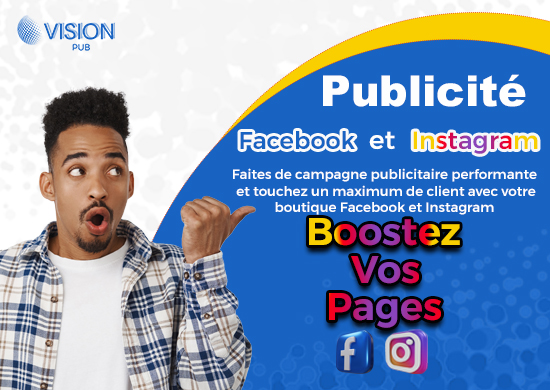 VISION
PUB
Publicité
Facebook et Instagram
Faites de campagne publicitaire performante
et touchez un maximum de client avec votre
boutique Facebook et Instagram
Boostez
Vos
Pages